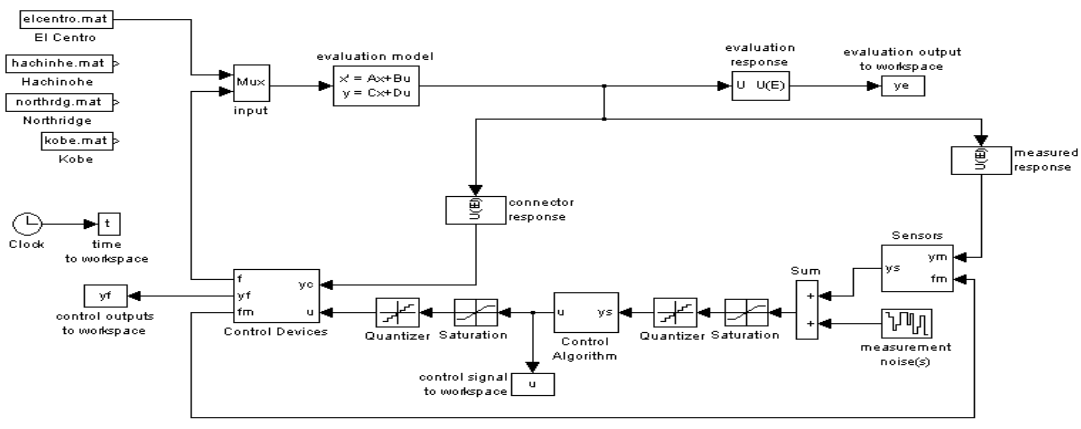 elcentro.mat
El Centro
hachinhe.mat
Hachinohe
northrdg.mat
Northridge
kobe.mat
Kobe
Mux
input
evaluation model
x' = Ax+Bu
y = Cx+Du
evaluation
response
U U(E)
evaluation output
to workspace
ye
U(E)
measured
response
U(E)
connector
response
Clock
t
time
to workspace
Sensors
ym
fm
ys
Sum
+
+
measurement
noise(s)
f
yf
fm
yc
u
Control Devices
yf
control outputs
to workspace
Quantizer
Saturation
u
ys
Control
Algorithm
Quantizer
Saturation
control signal
to workspace
u